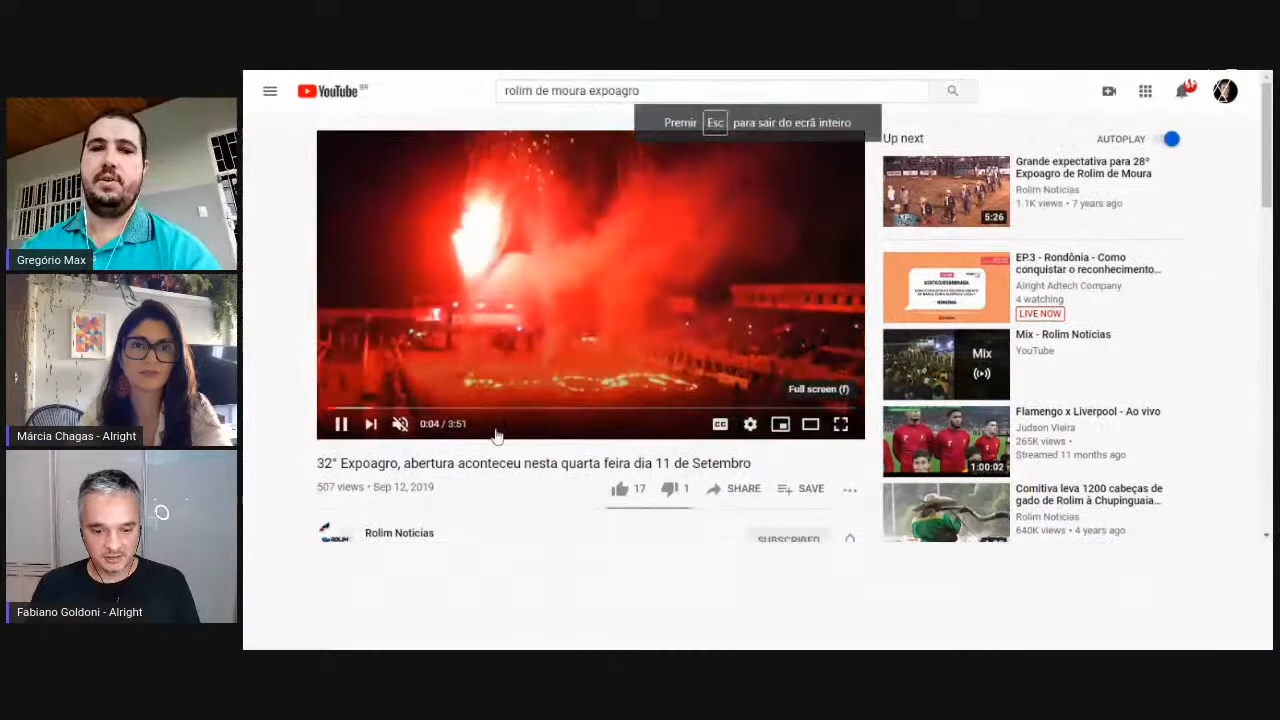 Gregório Max
Márcia Chagas - Alright
Fabiano Goldoni - Alright
YouTube BR
rolim de moura expoagro
Premir Esc para sair do ecrã inteiro
Full screen (f)
0:04 / 3:51
32° Expoagro, abertura aconteceu nesta quarta feira dia 11 de Setembro
507 views • Sep 12, 2019
17
1
SHARE
SAVE
Rolim Noticias
SUBSCRIBED
Up next
AUTOPLAY
5:26
Grande expectativa para 28º
Expoagro de Rolim de Moura
Rolim Noticias
1.1K views • 7 years ago
EP.3 - Rondônia - Como
conquistar o reconhecimento...
Alright Adtech Company
4 watching
LIVE NOW
Mix
Mix - Rolim Noticias
YouTube
1:00:02
Flamengo x Liverpool - Ao vivo
Judson Vieira
265K views •
Streamed 11 months ago
Comitiva leva 1200 cabeças de
gado de Rolim à Chupinguaia...
Rolim Noticias
640K views • 4 years ago